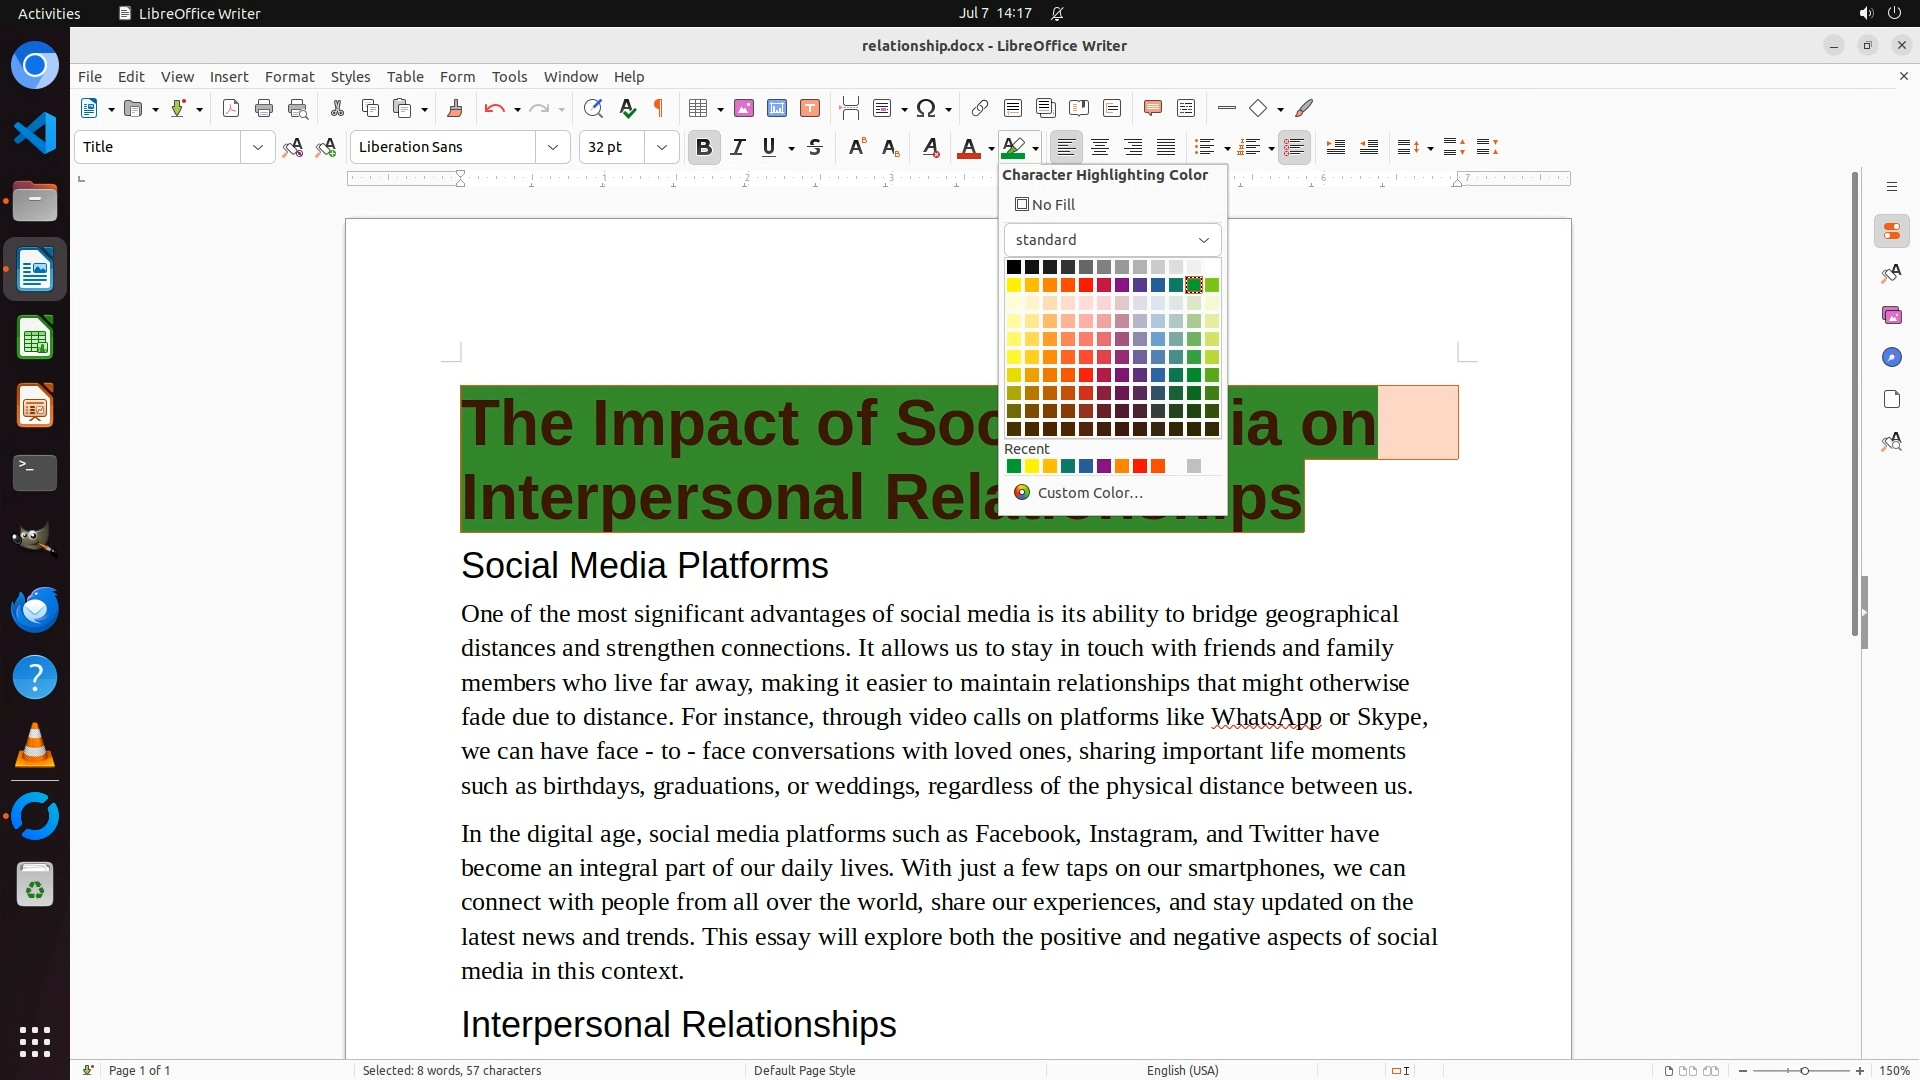 Activities
LibreOffice Writer
Jul 7 14:17
relationship.docx - LibreOffice Writer
File Edit View Insert Format Styles Table Form Tools Window Help
Title
Liberation Sans
32 pt
Character Highlighting Color
No Fill
standard
Recent
Custom Color...
1 2 3 6 7
The Impact of Soc ia on
Interpersonal Rela ps
Social Media Platforms
One of the most significant advantages of social media is its ability to bridge geographical
distances and strengthen connections. It allows us to stay in touch with friends and family
members who live far away, making it easier to maintain relationships that might otherwise
fade due to distance. For instance, through video calls on platforms like WhatsApp or Skype,
we can have face - to - face conversations with loved ones, sharing important life moments
such as birthdays, graduations, or weddings, regardless of the physical distance between us.
In the digital age, social media platforms such as Facebook, Instagram, and Twitter have
become an integral part of our daily lives. With just a few taps on our smartphones, we can
connect with people from all over the world, share our experiences, and stay updated on the
latest news and trends. This essay will explore both the positive and negative aspects of social
media in this context.
Interpersonal Relationships
Page 1 of 1
Selected: 8 words, 57 characters
Default Page Style
English (USA)
150%